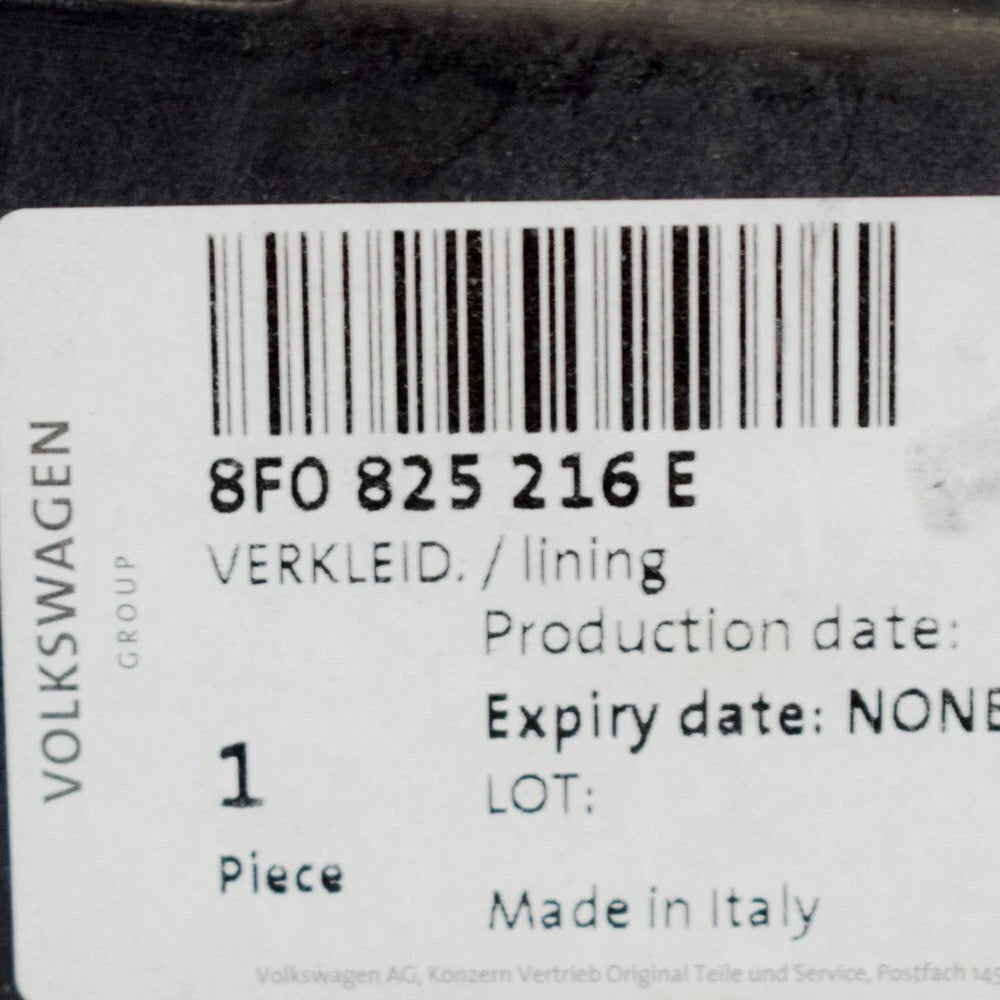 VOLKSWAGEN
GROUP
8F0 825 216 E
VERKLEID. / lining
Production date:
Expiry date: NONE
LOT:
1
Piece
Made in Italy
Volkswagen AG, Konzern Vertrieb Original Teile und Service, Postfach